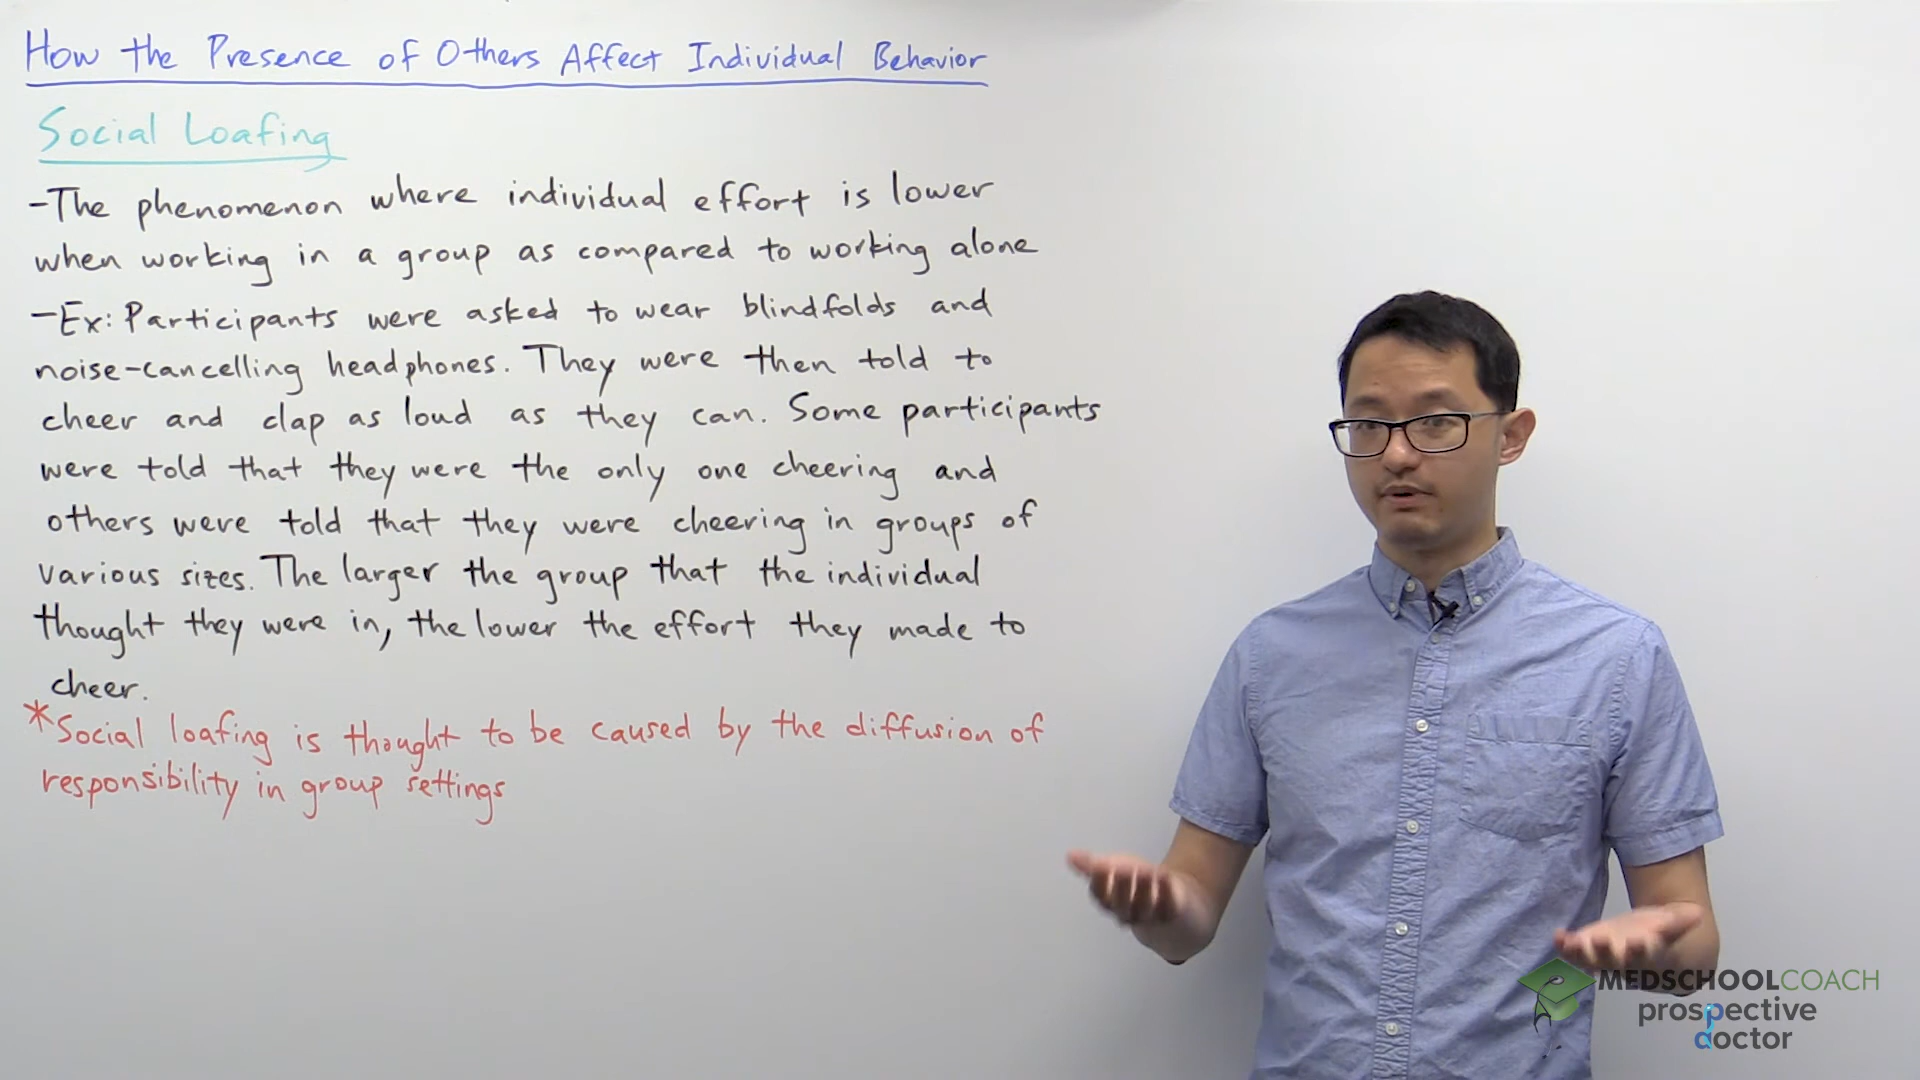 How the Presence of Others Affect Individual Behavior
Social Loafing
-The phenomenon where individual effort is lower
when working in a group as compared to working alone
-Ex: Participants were asked to wear blindfolds and
noise-cancelling headphones. They were then told to
cheer and clap as loud as they can. Some participants
were told that they were the only one cheering and
others were told that they were cheering in groups of
various sizes. The larger the group that the individual
thought they were in, the lower the effort they made to
cheer.
*Social loafing is thought to be caused by the diffusion of
responsibility in group settings
MEDSCHOOLCOACH
prospective
doctor